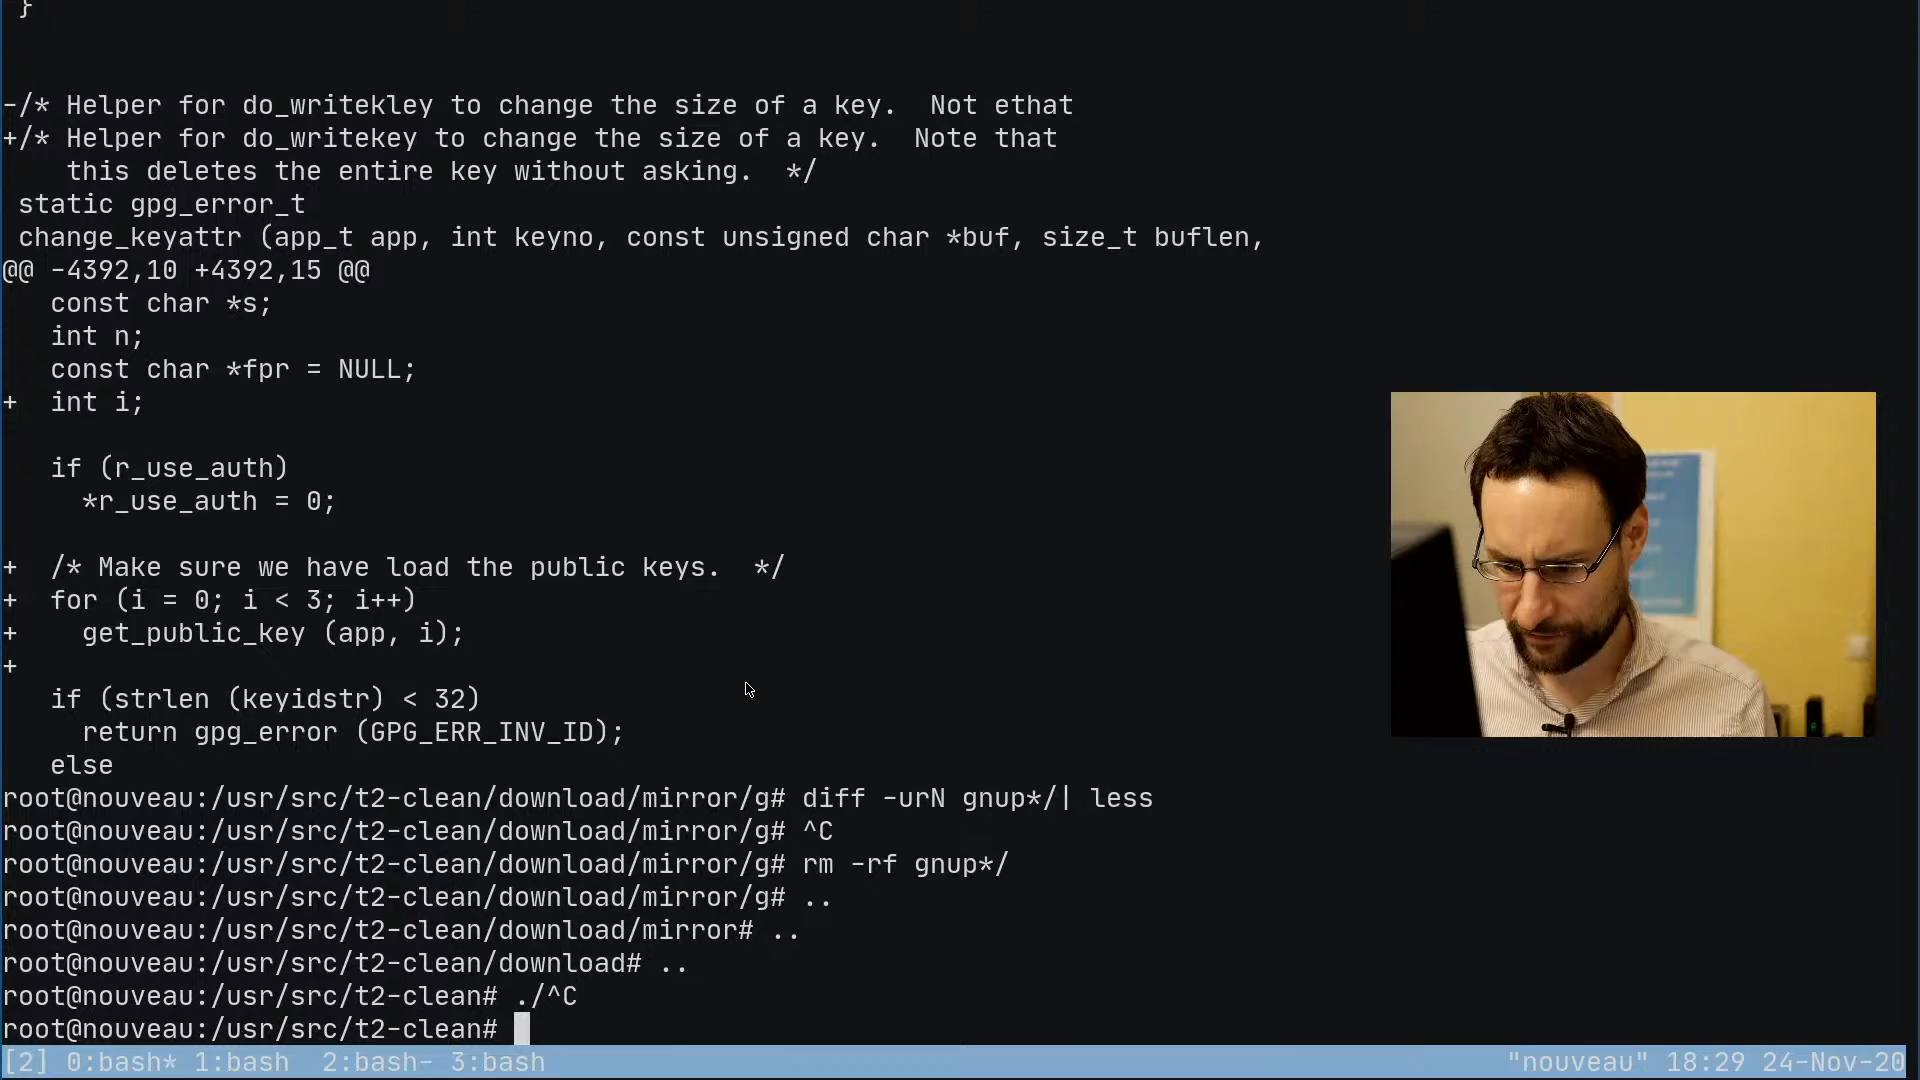 }
-/* Helper for do_writekley to change the size of a key.  Not ethat
+/* Helper for do_writekey to change the size of a key.  Note that
    this deletes the entire key without asking.  */
 static gpg_error_t
 change_keyattr (app_t app, int keyno, const unsigned char *buf, size_t buflen,
@@ -4392,10 +4392,15 @@
   const char *s;
   int n;
   const char *fpr = NULL;
+  int i;
   if (r_use_auth)
     *r_use_auth = 0;
+  /* Make sure we have load the public keys.  */
+  for (i = 0; i < 3; i++)
+    get_public_key (app, i);
+
   if (strlen (keyidstr) < 32)
     return gpg_error (GPG_ERR_INV_ID);
   else
root@nouveau:/usr/src/t2-clean/download/mirror/g# diff -urN gnup*/| less
root@nouveau:/usr/src/t2-clean/download/mirror/g# ^C
root@nouveau:/usr/src/t2-clean/download/mirror/g# rm -rf gnup*/
root@nouveau:/usr/src/t2-clean/download/mirror/g# ..
root@nouveau:/usr/src/t2-clean/download/mirror# ..
root@nouveau:/usr/src/t2-clean/download# ..
root@nouveau:/usr/src/t2-clean# ./^C
root@nouveau:/usr/src/t2-clean#
[2] 0:bash* 1:bash  2:bash- 3:bash "nouveau" 18:29 24-Nov-20